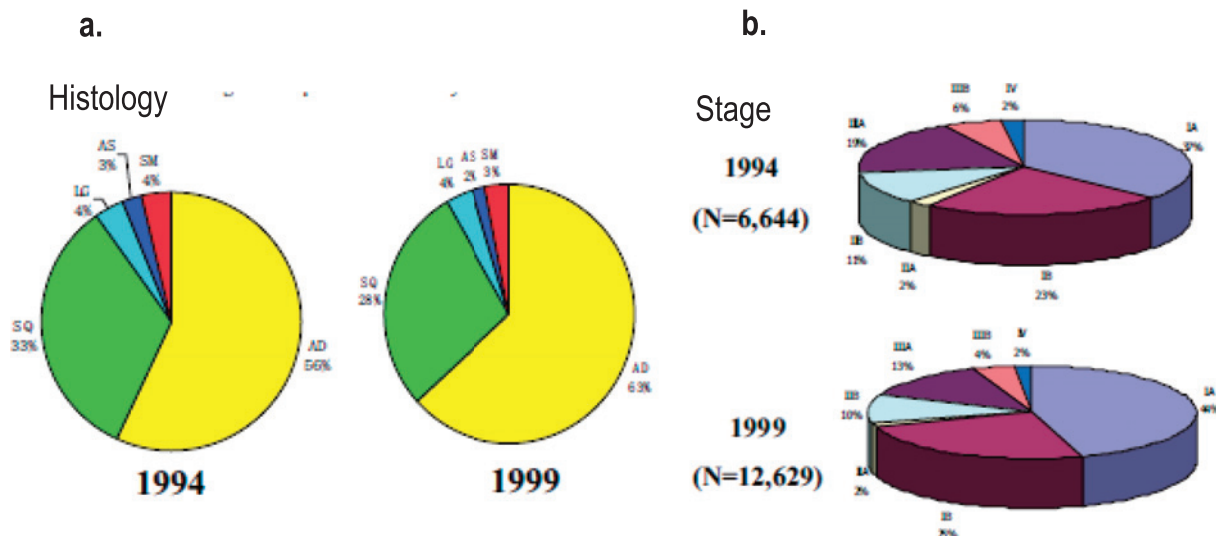 a.
Histology
AS
3%
SM
4%
LG
4%
SQ
33%
AD
56%
1994
LG
4%
AS
2%
SM
3%
SQ
28%
AD
63%
1999
b.
Stage
1994
(N=6,644)
IIIB
6%
IV
2%
IA
37%
IIIA
19%
IIB
11%
IIA
2%
IB
23%
1999
(N=12,629)
IIIB
4%
IV
2%
IIIA
13%
IA
IIB
10%
IIA
2%
IB